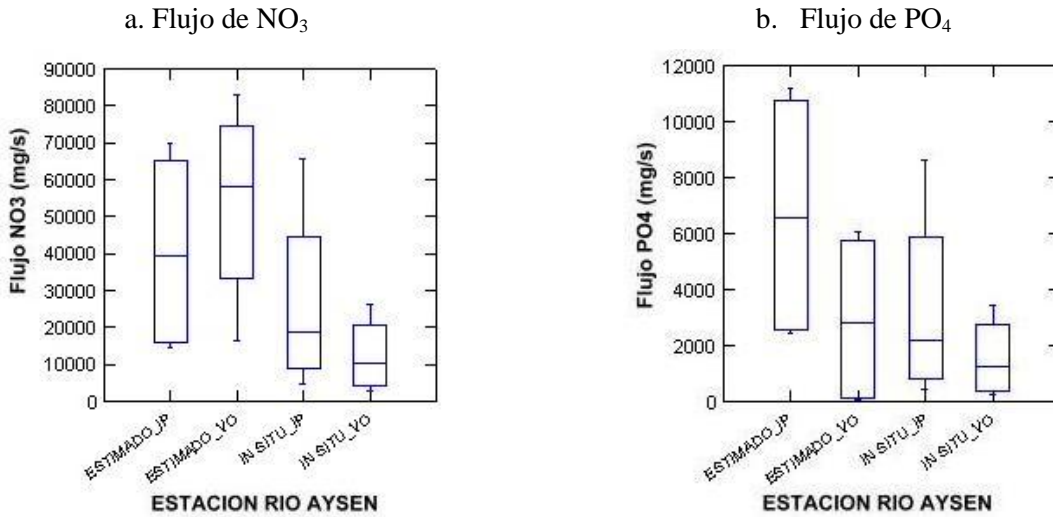 a. Flujo de NO₃
90000
80000
70000
60000
50000
40000
30000
20000
10000
0
Flujo NO3 (mg/s)
ESTIMADO_JP
ESTIMADO_VO
IN SITU_JP
IN SITU_VO
ESTACION RIO AYSEN
b. Flujo de PO₄
12000
10000
8000
6000
4000
2000
0
Flujo PO4 (mg/s)
ESTIMADO_JP
ESTIMADO_VO
IN SITU_JP
IN SITU_VO
ESTACION RIO AYSEN